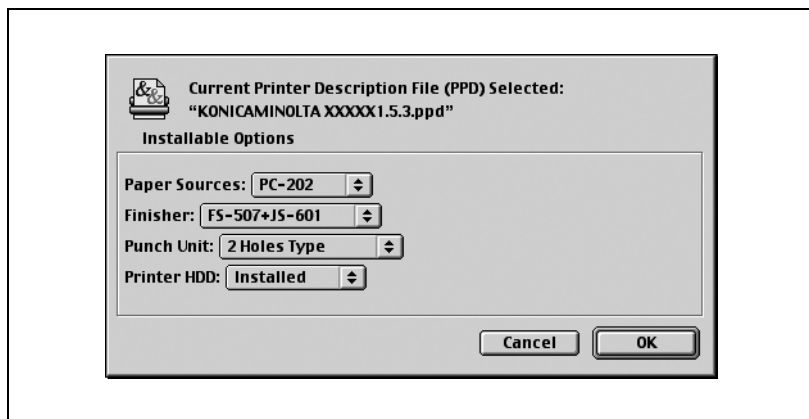 Current Printer Description File (PPD) Selected:
“KONICAMINOLTA XXXXX1.5.3.ppd”
Installable Options
Paper Sources: PC-202
Finisher: FS-507+JS-601
Punch Unit: 2 Holes Type
Printer HDD: Installed
Cancel OK